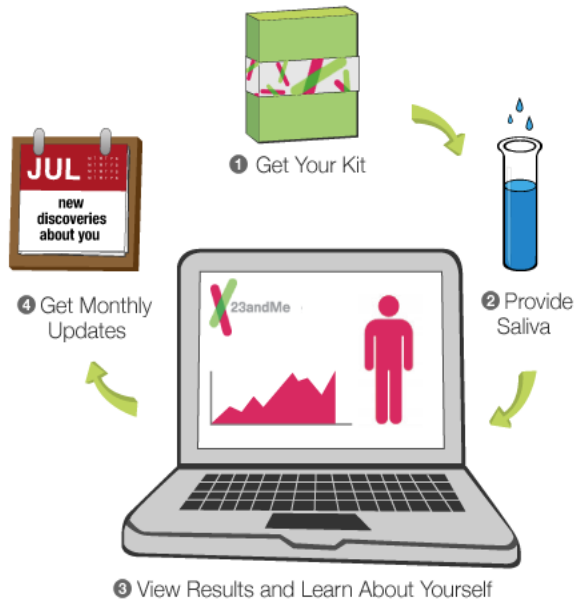 ❶ Get Your Kit
JUL
new
discoveries
about you
❷ Provide
Saliva
❹ Get Monthly
Updates
23andMe
❸ View Results and Learn About Yourself